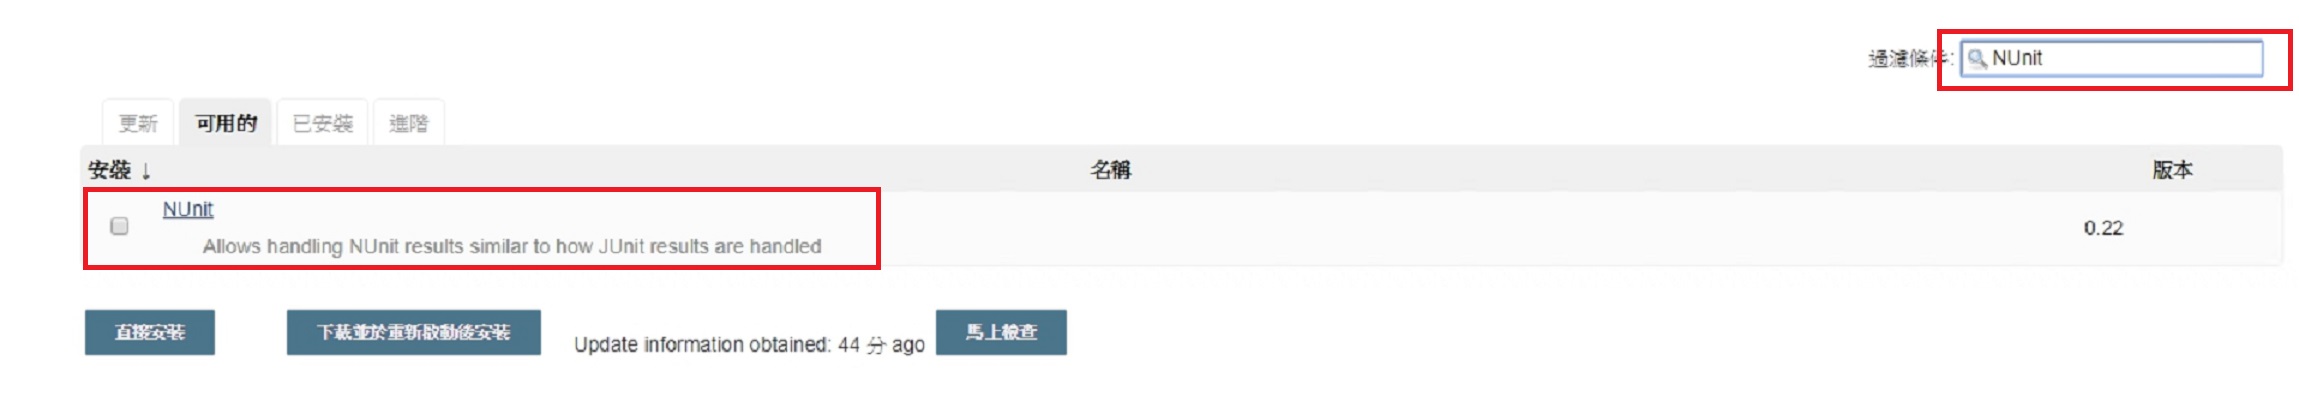 過濾條件: NUnit
更新 可用的 已安裝 進階
安裝 ↓ 名稱 版本
NUnit
Allows handling NUnit results similar to how JUnit results are handled
0.22
直接安裝 下載並於重新啟動後安裝 Update information obtained: 44 分 ago 馬上檢查